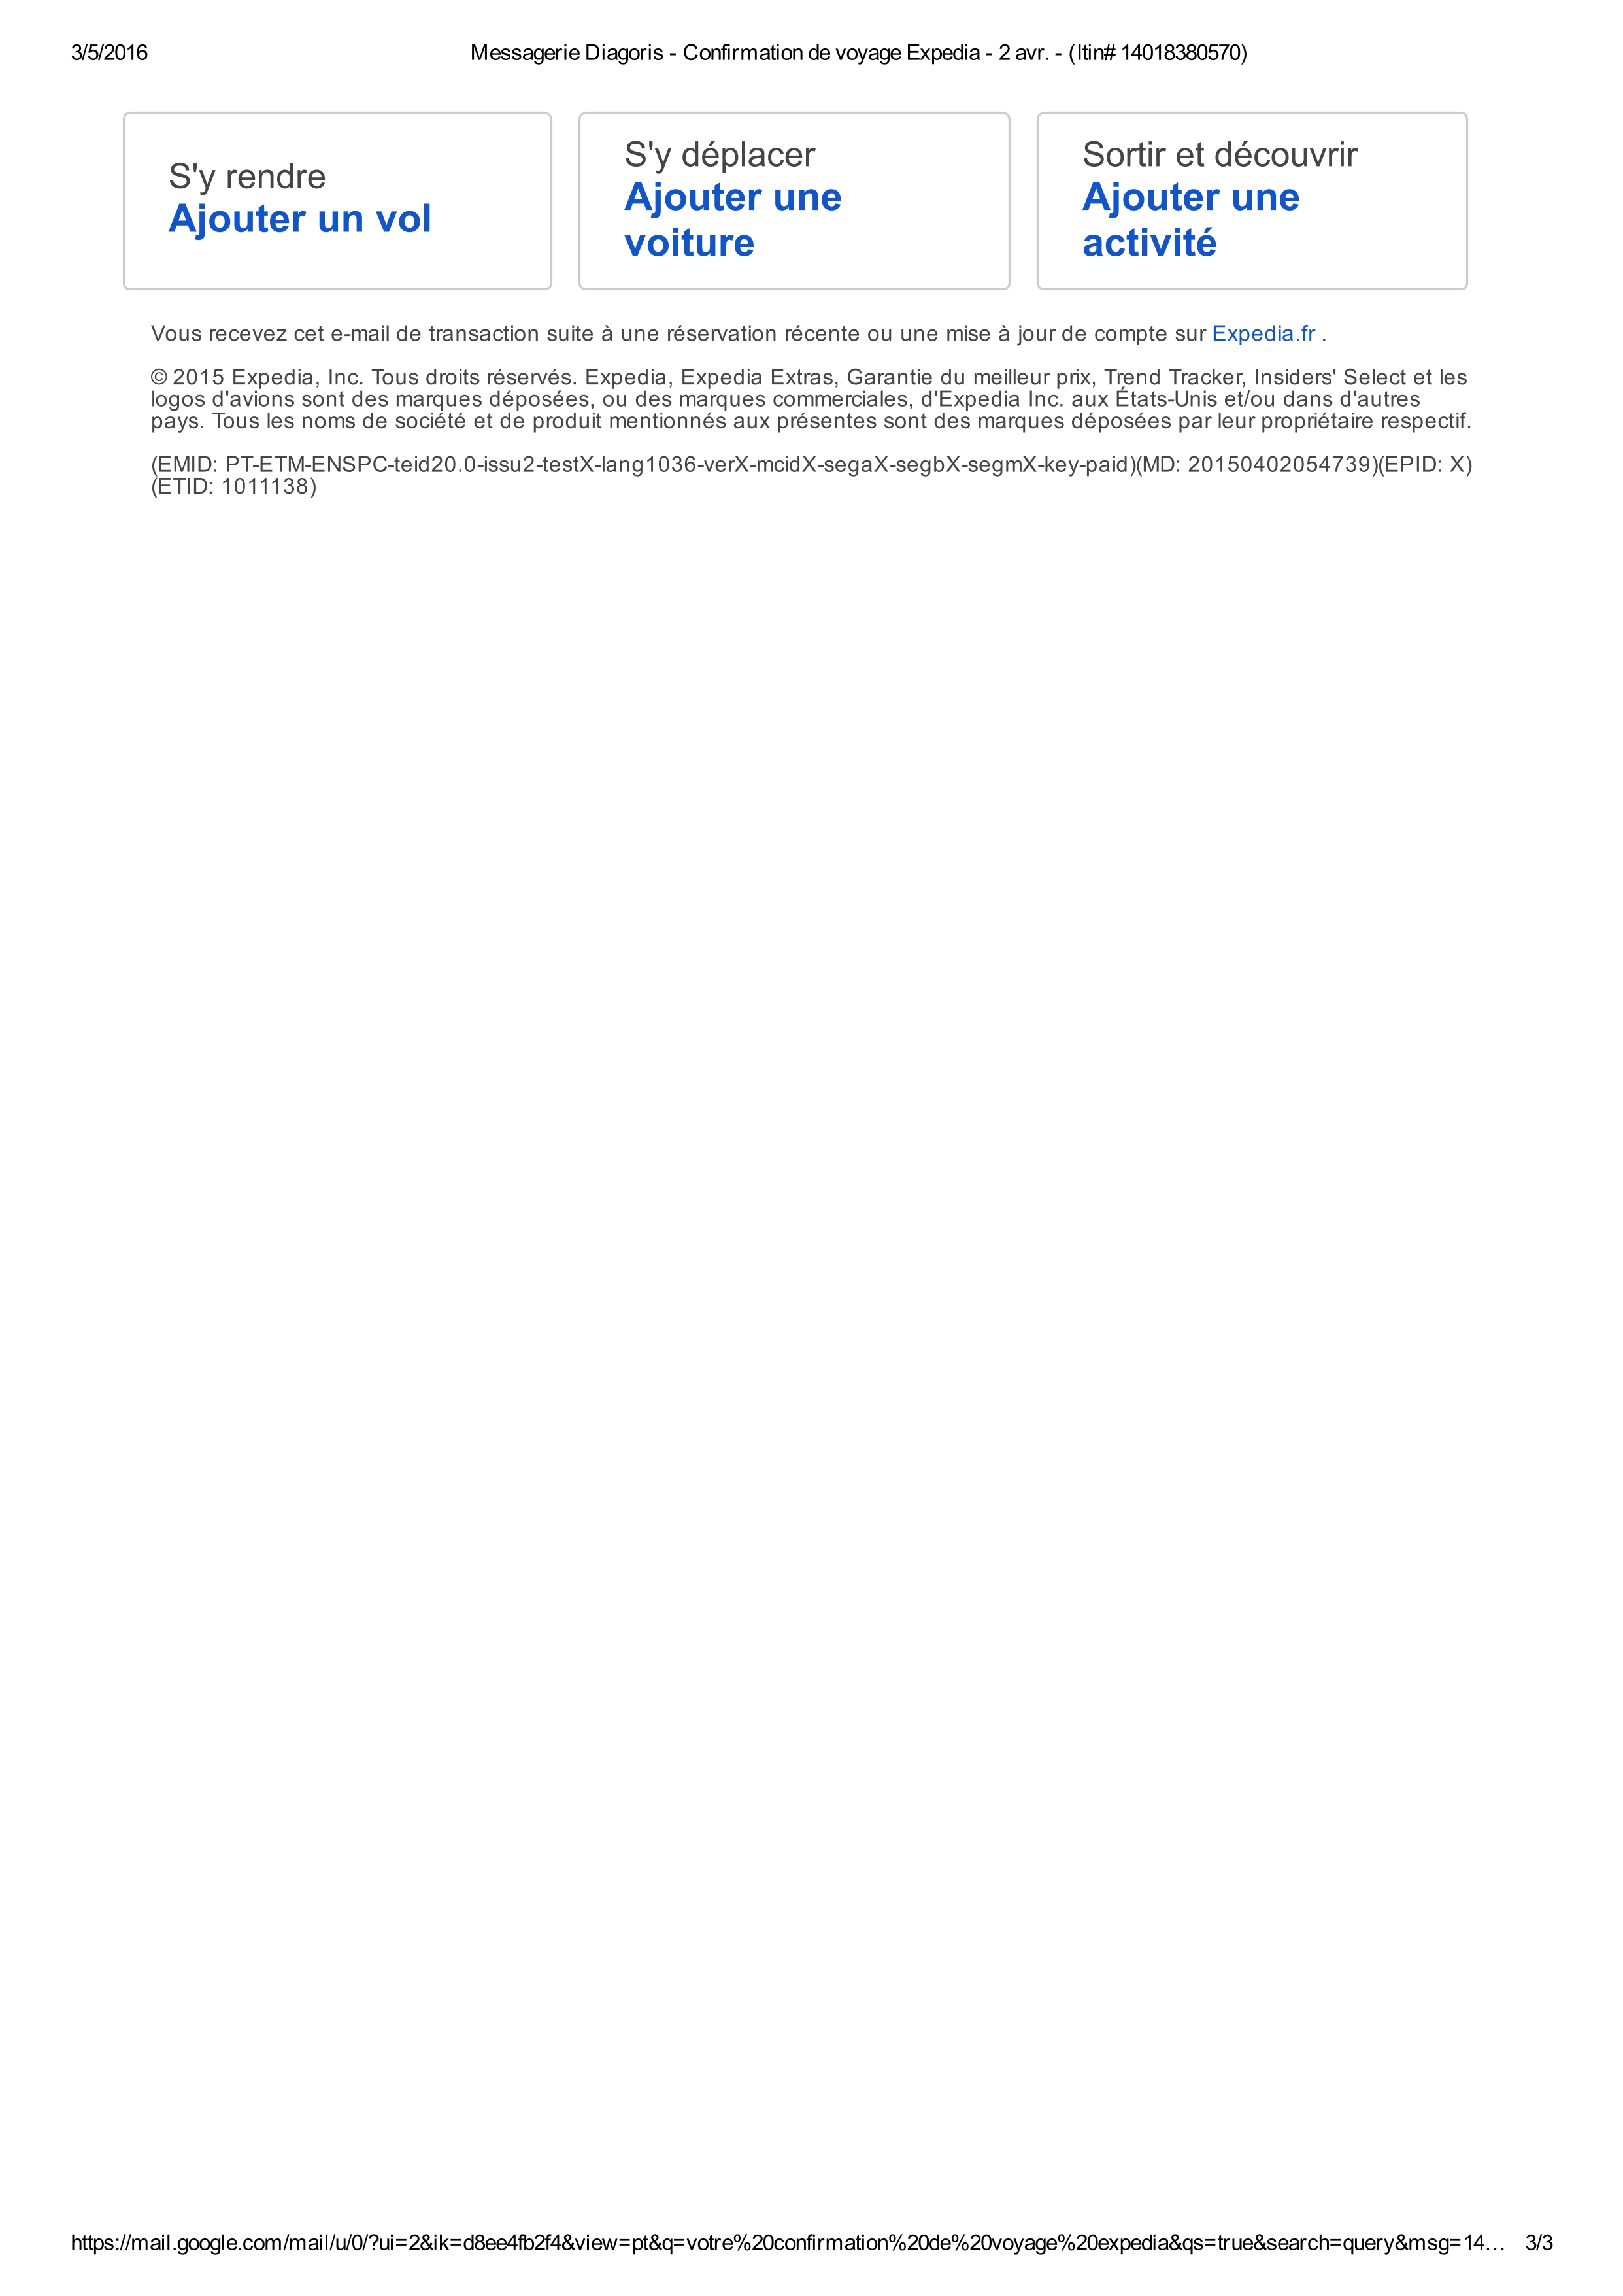 3/5/2016
Messagerie Diagoris - Confirmation de voyage Expedia - 2 avr. - (Itin# 14018380570)
S'y rendre
Ajouter un vol
S'y déplacer
Ajouter une
voiture
Sortir et découvrir
Ajouter une
activité
Vous recevez cet e-mail de transaction suite à une réservation récente ou une mise à jour de compte sur Expedia.fr .
© 2015 Expedia, Inc. Tous droits réservés. Expedia, Expedia Extras, Garantie du meilleur prix, Trend Tracker, Insiders' Select et les
logos d'avions sont des marques déposées, ou des marques commerciales, d'Expedia Inc. aux États-Unis et/ou dans d'autres
pays. Tous les noms de société et de produit mentionnés aux présentes sont des marques déposées par leur propriétaire respectif.
(EMID: PT-ETM-ENSPC-teid20.0-issu2-testX-lang1036-verX-mcidX-segaX-segbX-segmX-key-paid)(MD: 20150402054739)(EPID: X)
(ETID: 1011138)
https://mail.google.com/mail/u/0/?ui=2&ik=d8ee4fb2f4&view=pt&q=votre%20confirmation%20de%20voyage%20expedia&qs=true&search=query&msg=14… 3/3